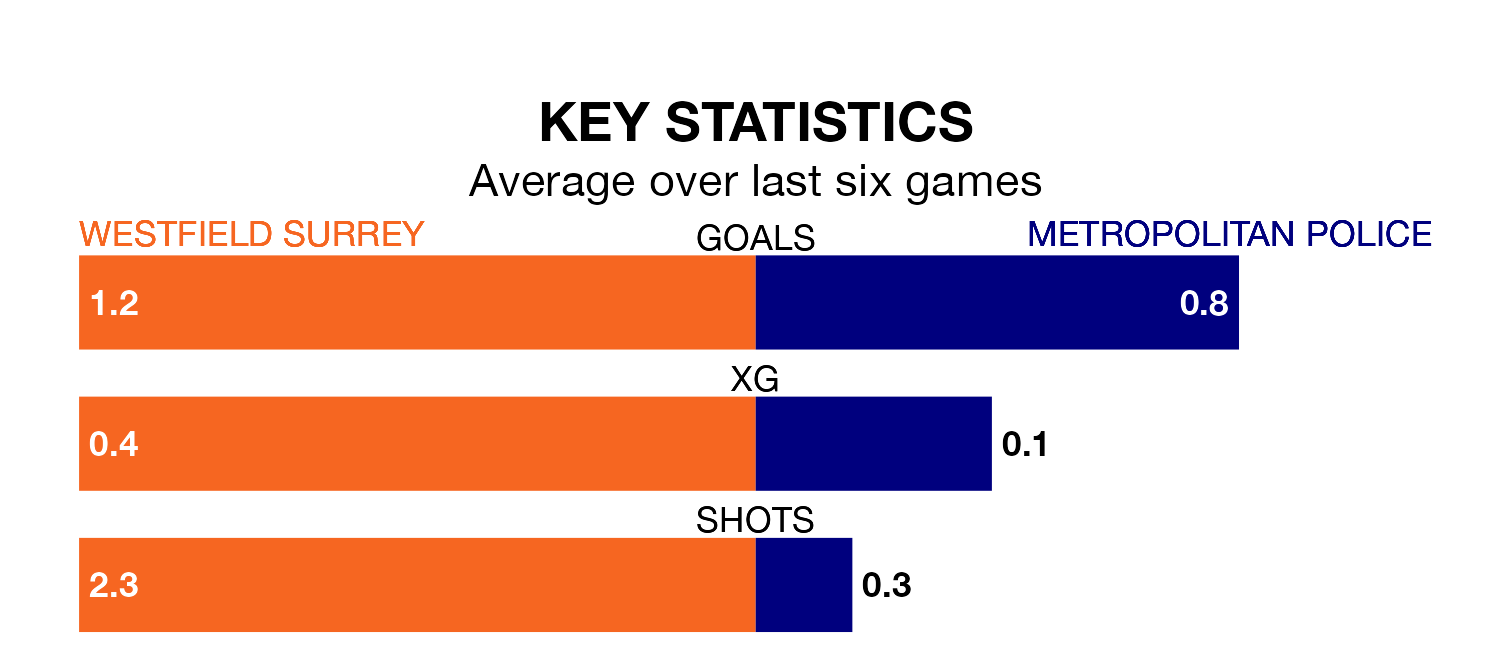 KEY STATISTICS
Average over last six games
WESTFIELD SURREY GOALS METROPOLITAN POLICE
1.2 0.8
XG
0.4 0.1
SHOTS
2.3 0.3